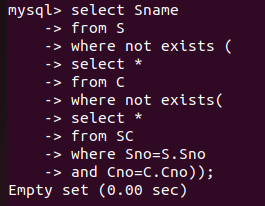 mysql> select Sname
-> from S
-> where not exists (
-> select *
-> from C
-> where not exists(
-> select *
-> from SC
-> where Sno=S.Sno
-> and Cno=C.Cno));
Empty set (0.00 sec)